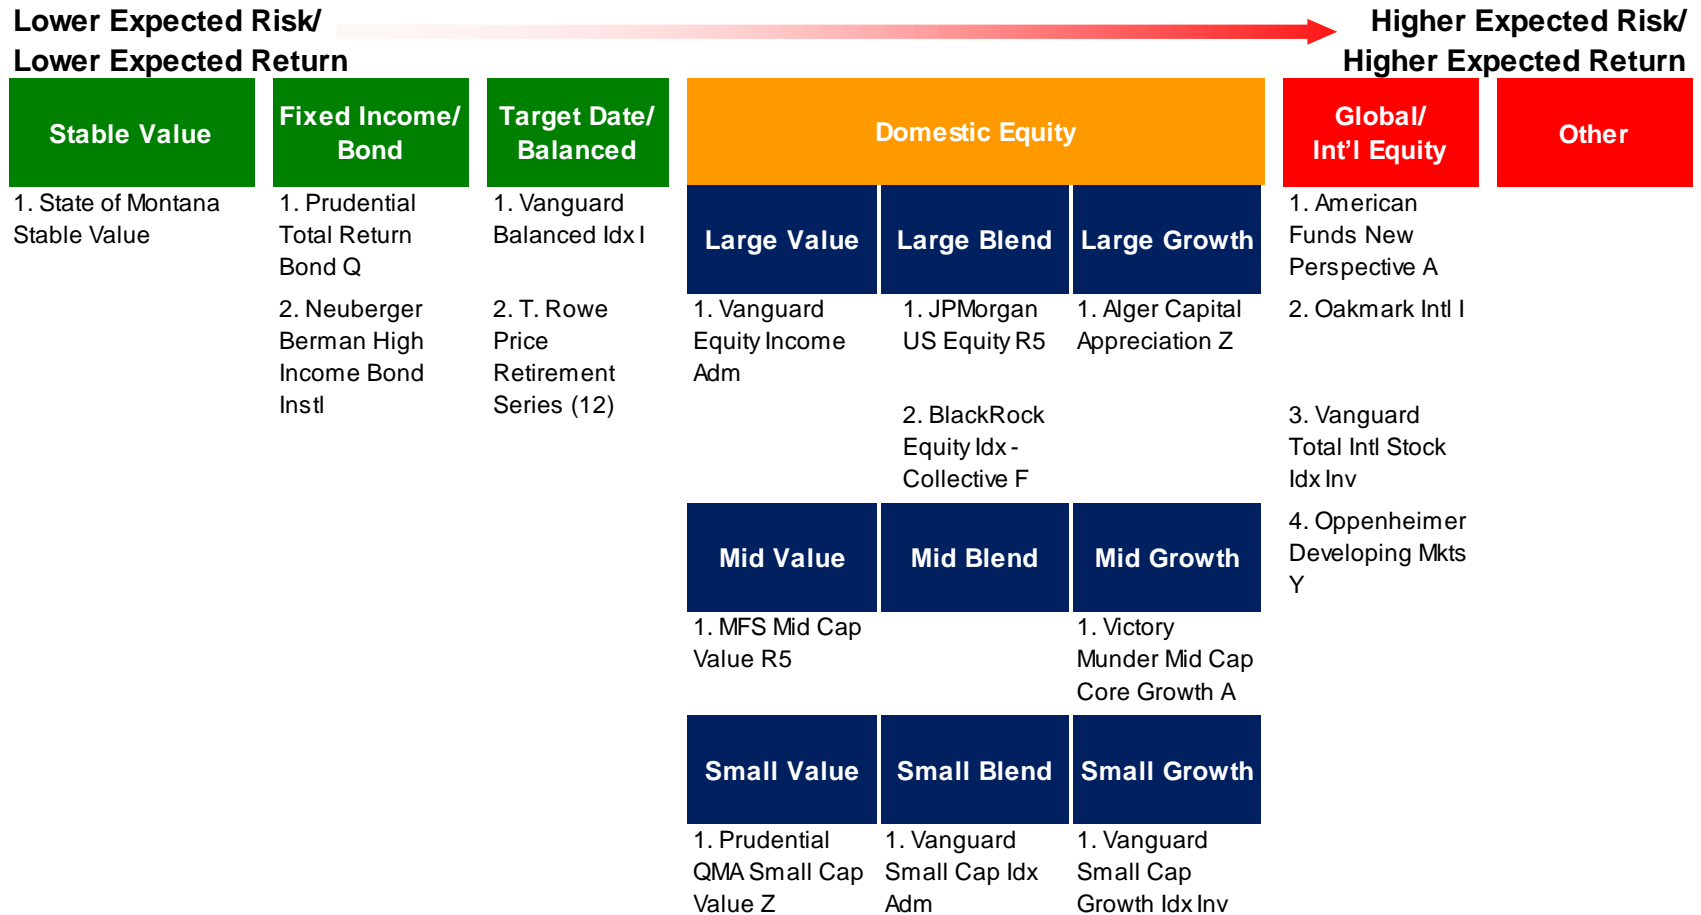 Lower Expected Risk/
Lower Expected Return
Higher Expected Risk/
Higher Expected Return
Stable Value
Fixed Income/
Bond
Target Date/
Balanced
Domestic Equity
Global/
Int'l Equity
Other
1. State of Montana
Stable Value
1. Prudential
Total Return
Bond Q
2. Neuberger
Berman High
Income Bond
Instl
1. Vanguard
Balanced Idx I
2. T. Rowe
Price
Retirement
Series (12)
Large Value
Large Blend
Large Growth
1. Vanguard
Equity Income
Adm
1. JPMorgan
US Equity R5
2. BlackRock
Equity Idx -
Collective F
1. Alger Capital
Appreciation Z
Mid Value
Mid Blend
Mid Growth
1. MFS Mid Cap
Value R5
1. Victory
Munder Mid Cap
Core Growth A
Small Value
Small Blend
Small Growth
1. Prudential
QMA Small Cap
Value Z
1. Vanguard
Small Cap Idx
Adm
1. Vanguard
Small Cap
Growth Idx Inv
1. American
Funds New
Perspective A
2. Oakmark Intl I
3. Vanguard
Total Intl Stock
Idx Inv
4. Oppenheimer
Developing Mkts
Y